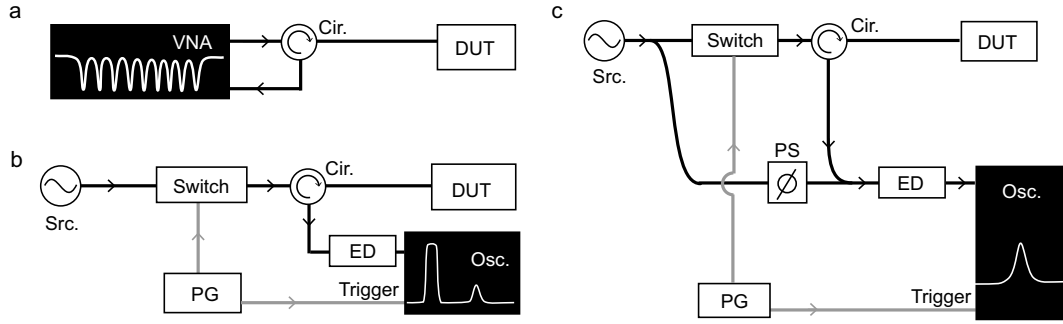 a
VNA
Cir.
DUT
b
Src.
Switch
Cir.
DUT
ED
Osc.
PG
Trigger
c
Src.
Switch
Cir.
DUT
PS
ED
Osc.
PG
Trigger